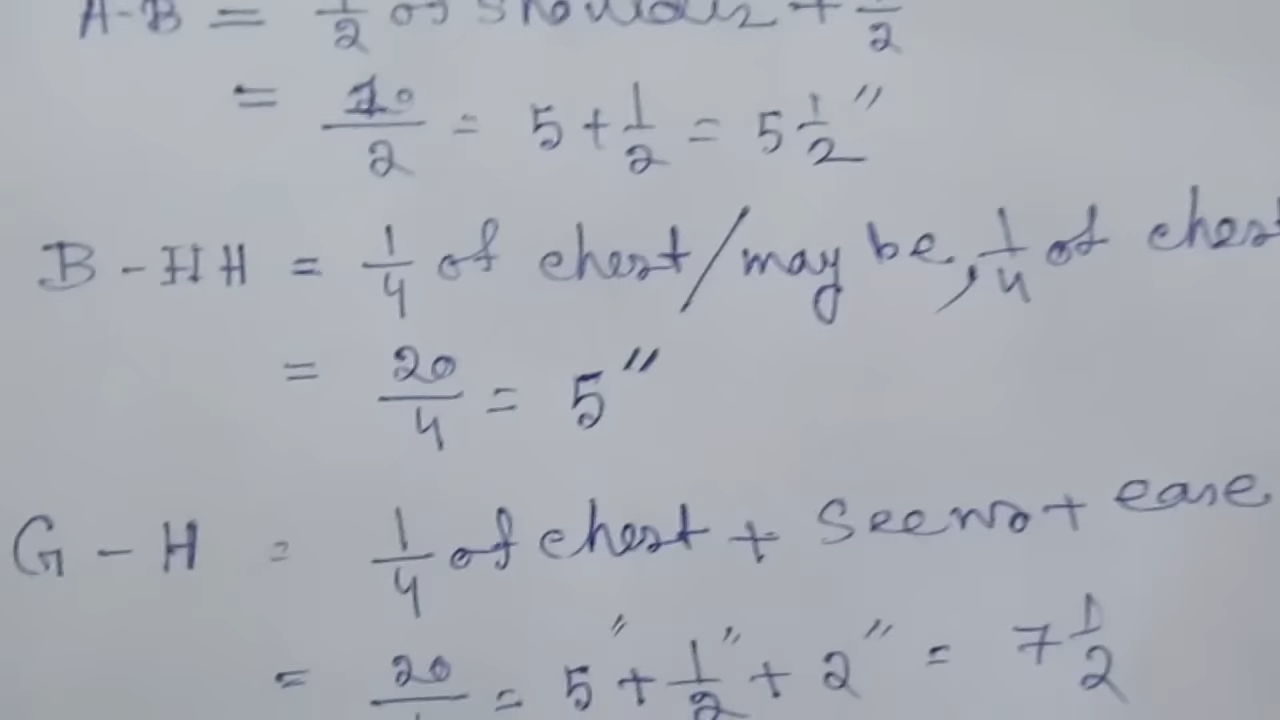 A-B = 1/2 of shoulder + 1/2
= 10/2 = 5 + 1/2 = 5 1/2"
B - HH = 1/4 of chest / may be, 1/4 of chest
= 20/4 = 5"
G - H = 1/4 of chest + Seem + ease
= 20/4 = 5" + 1/2" + 2" = 7 1/2